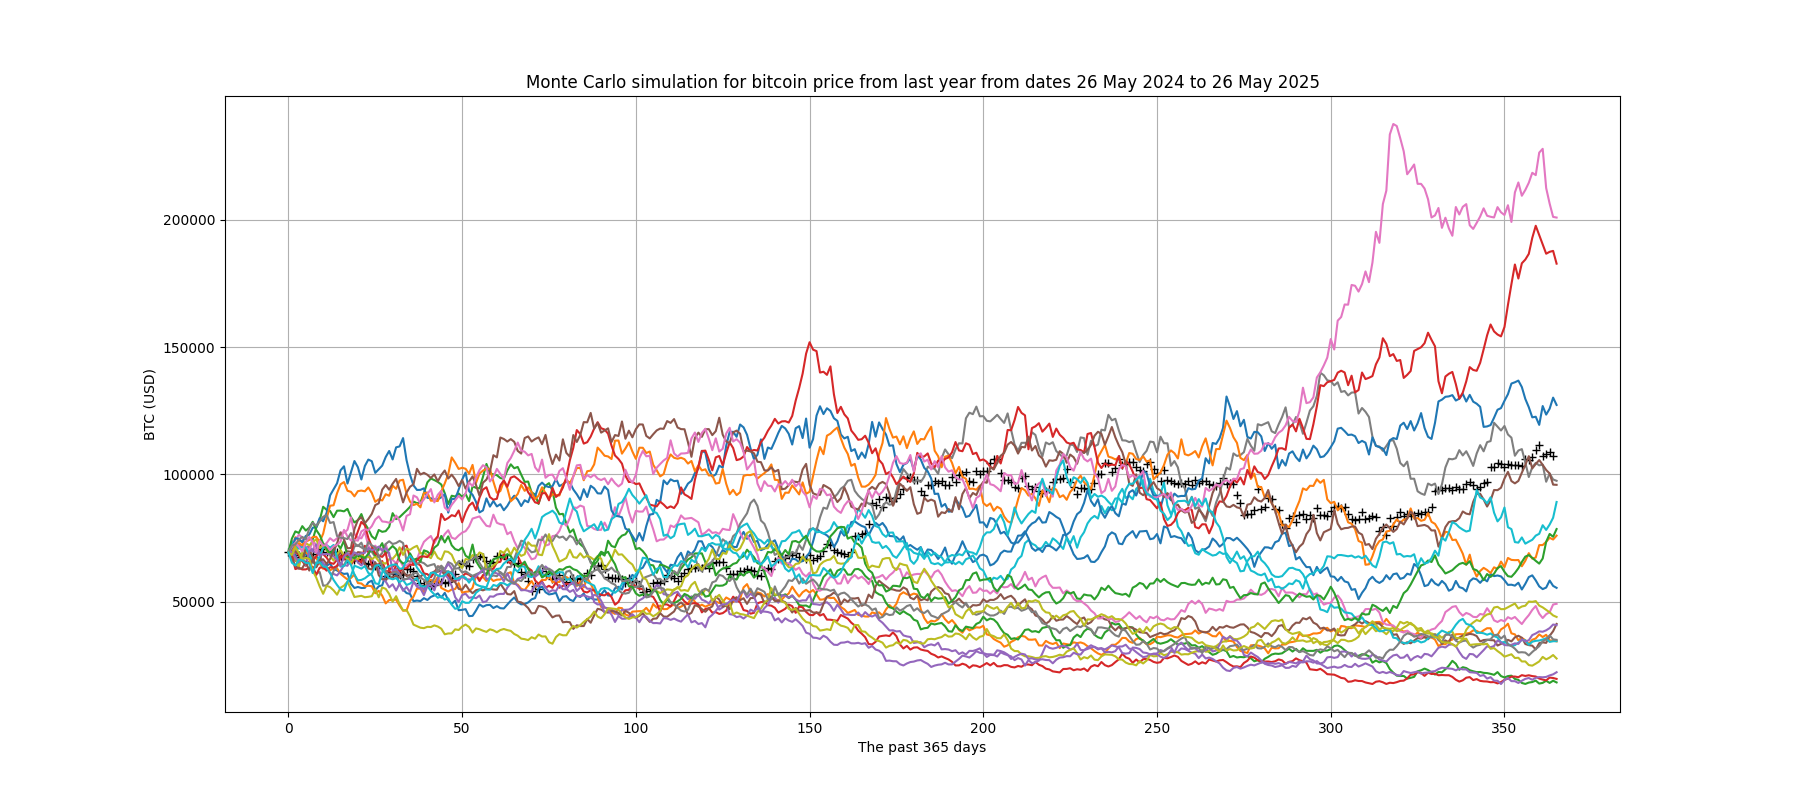 Monte Carlo simulation for bitcoin price from last year from dates 26 May 2024 to 26 May 2025
BTC (USD)
200000
150000
100000
50000
0 50 100 150 200 250 300 350
The past 365 days